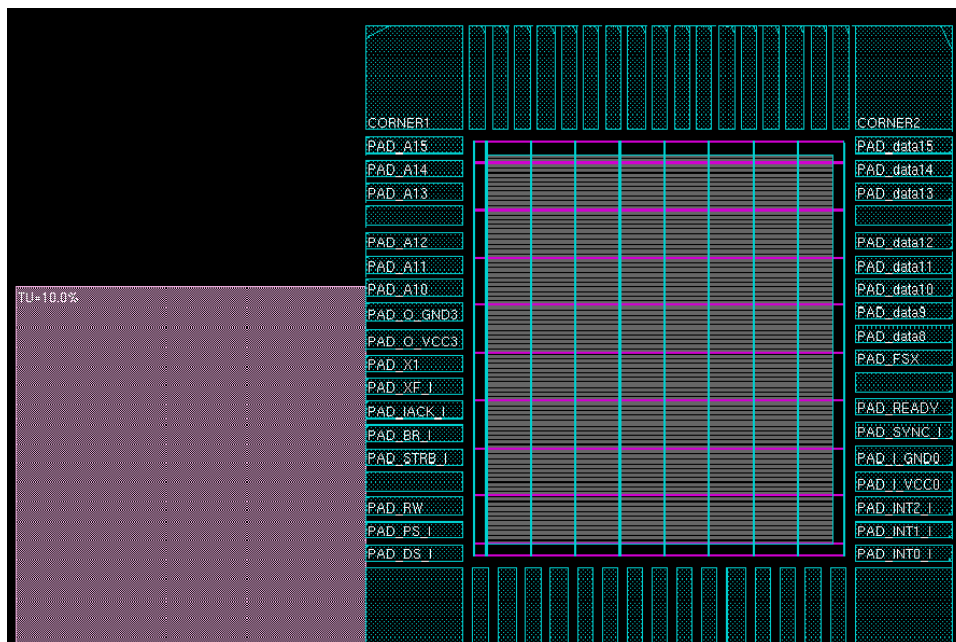 CORNER1
CORNER2
PAD_A15
PAD_data15
PAD_A14
PAD_data14
PAD_A13
PAD_data13
PAD_A12
PAD_data12
PAD_A11
PAD_data11
PAD_A10
PAD_data10
TU=10.0%
PAD_O_GND3
PAD_data9
PAD_O_VCC3
PAD_data8
PAD_X1
PAD_FSX
PAD_XF_I
PAD_IACK_I
PAD_READY
PAD_BR_I
PAD_SYNC_I
PAD_STRB_I
PAD_I_GND0
PAD_I_VCC0
PAD_RW
PAD_INT2_I
PAD_PS_I
PAD_INT1_I
PAD_DS_I
PAD_INT0_I